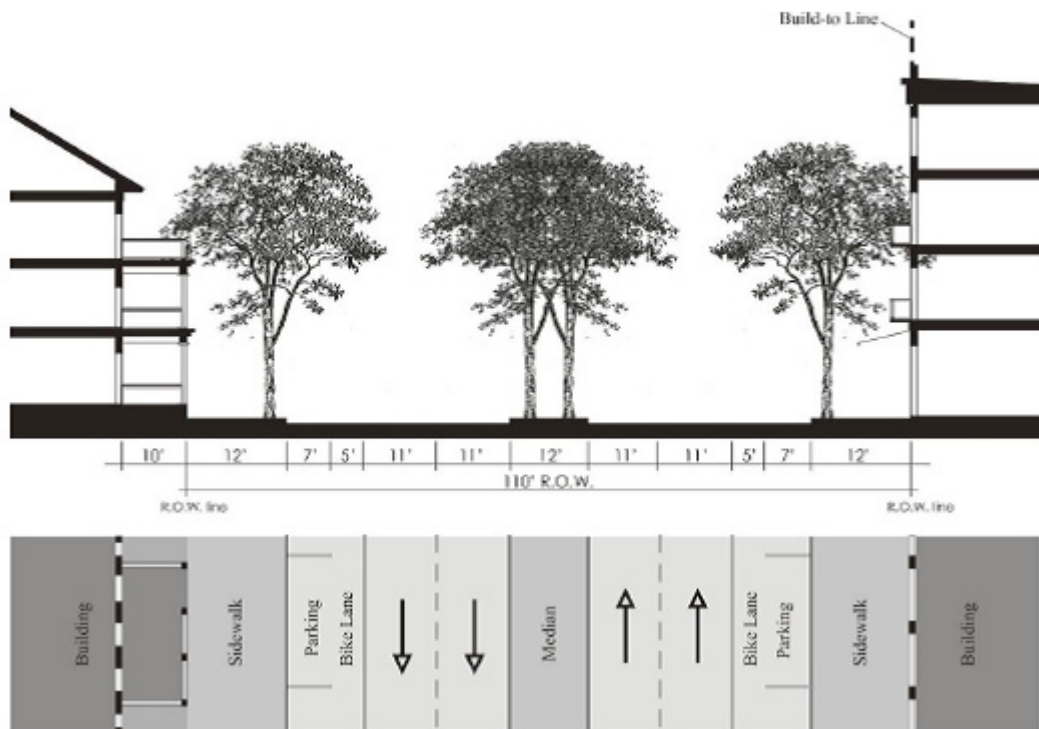 Build-to Line
10' 12' 7' 5' 11' 11' 12' 11' 11' 5' 7' 12'
110' R.O.W.
R.O.W. line R.O.W. line
Building Sidewalk Parking Bike Lane Median Bike Lane Parking Sidewalk Building